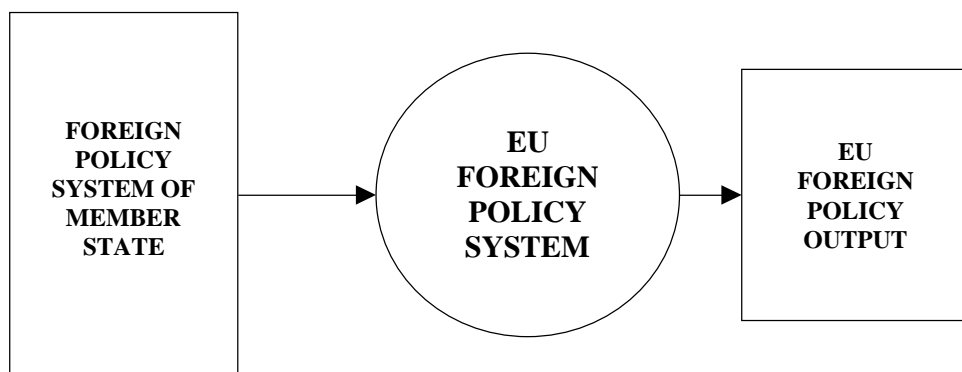 FOREIGN
POLICY
SYSTEM OF
MEMBER
STATE
EU
FOREIGN
POLICY
SYSTEM
EU
FOREIGN
POLICY
OUTPUT